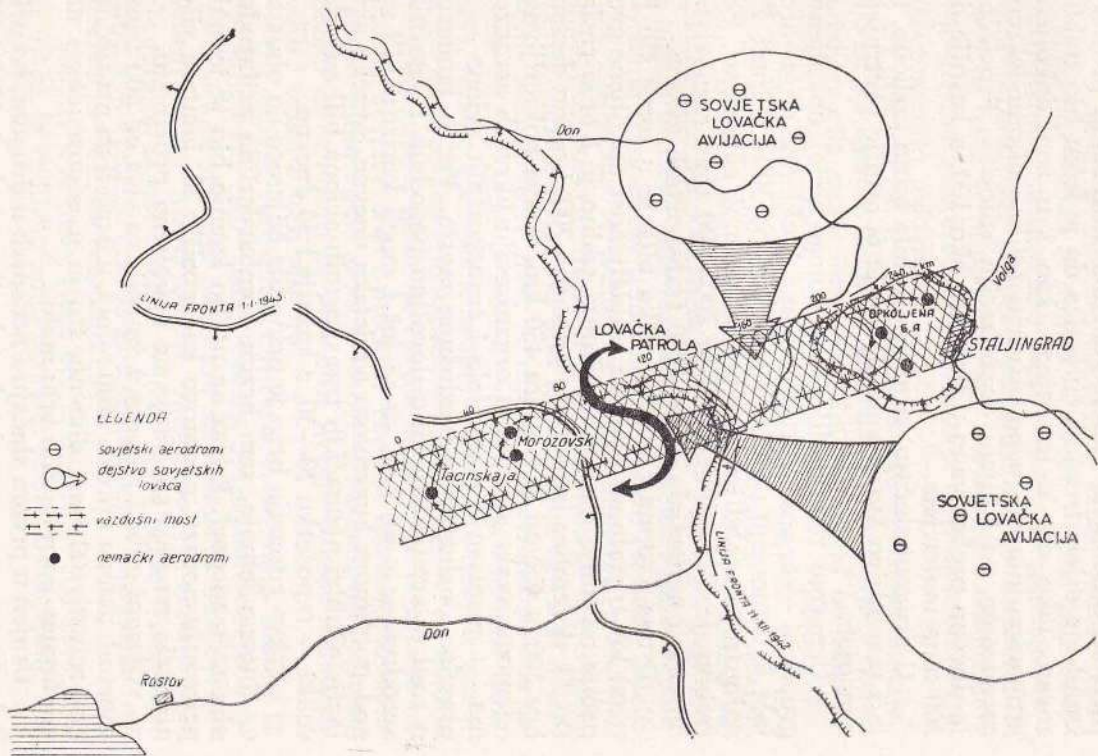 SOVJETSKA
LOVAČKA
AVIJACIJA
Don
Volga
LINIJA FRONTA 1-I-1943
LOVAČKA
PATROLA
0
40
80
120
160
200
240 km
OPKOLJENA
6.A
STALJINGRAD
Morozovsk
Tacinskaja
LEGENDA
sovjetski aerodromi
dejstvo sovjetskih
lovaca
vazdušni most
nemački aerodromi
SOVJETSKA
LOVAČKA
AVIJACIJA
LINIJA FRONTA 11 XII 1942
Don
Rostov